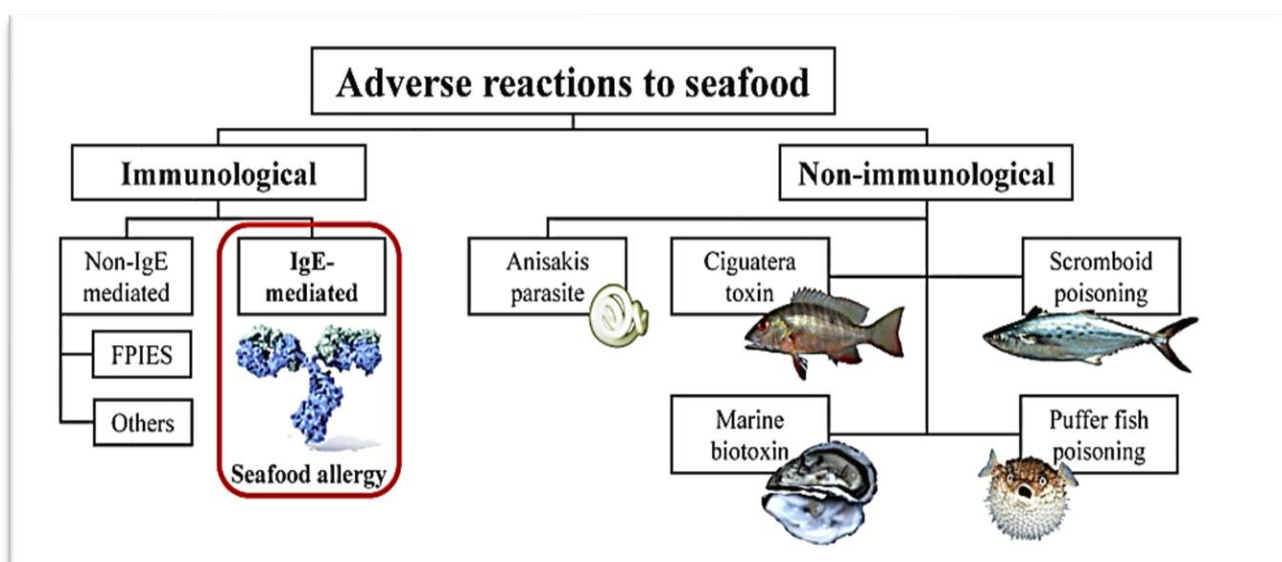 Adverse reactions to seafood
Immunological
Non-immunological
Non-IgE
mediated
IgE-
mediated
Anisakis
parasite
Ciguatera
toxin
Scromboid
poisoning
FPIES
Others
Seafood allergy
Marine
biotoxin
Puffer fish
poisoning